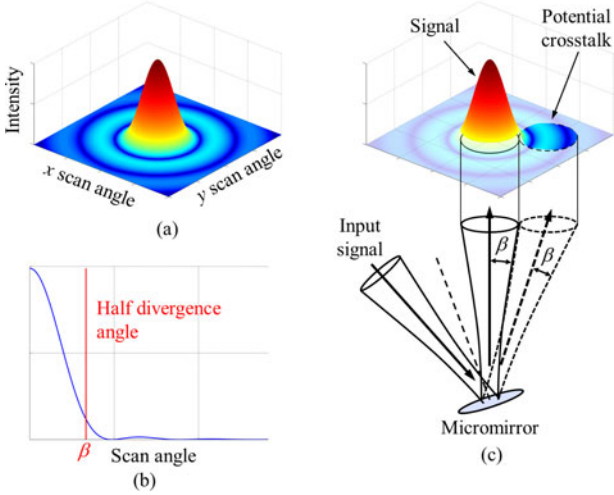 Intensity
x scan angle
y scan angle
(a)
Half divergence
angle
β
Scan angle
(b)
Signal
Potential
crosstalk
Input
signal
β
β
Micromirror
(c)